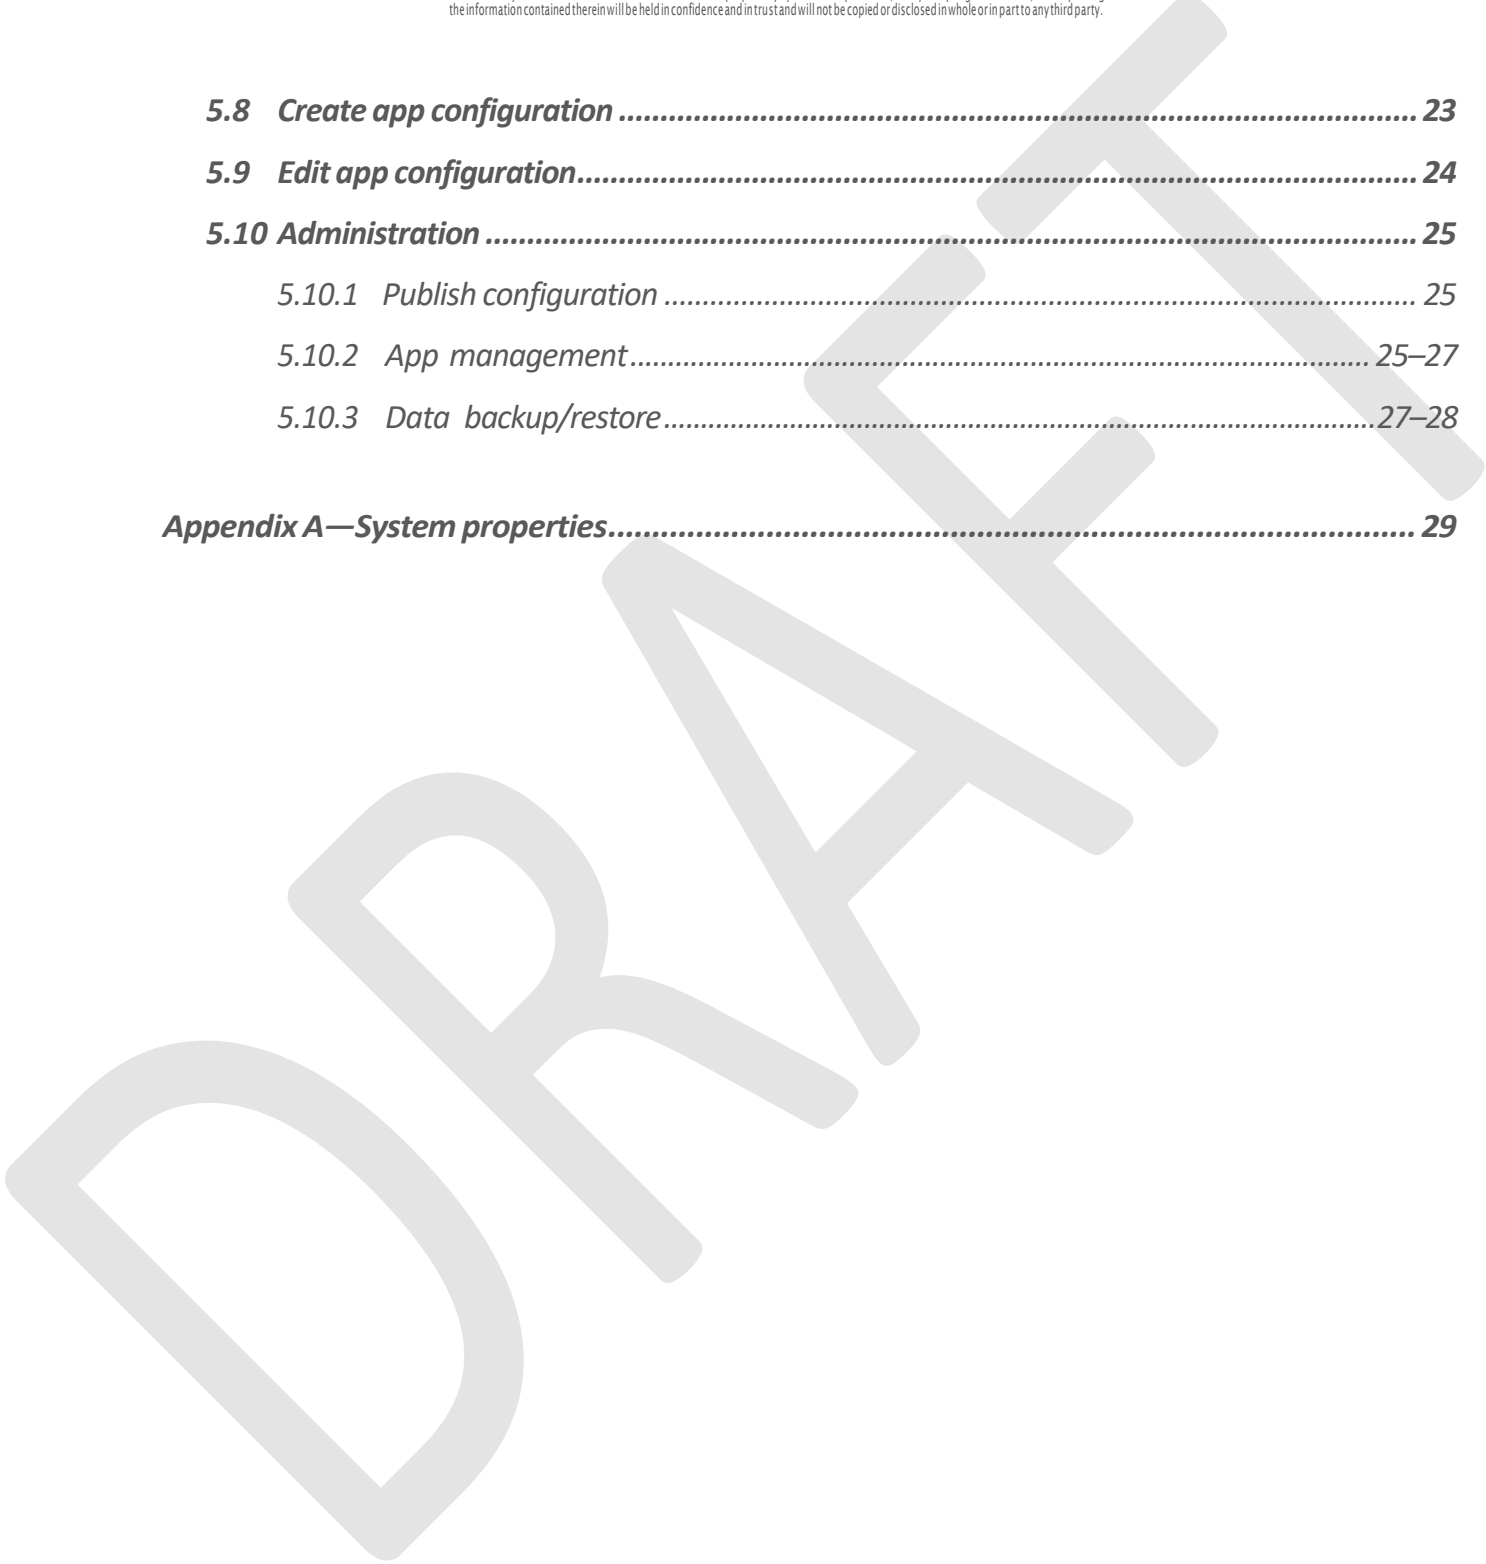 the information contained therein will be held in confidence and in trust and will not be copied or disclosed in whole or in part to any third party.
5.8 Create app configuration ........................................................................................................ 23
5.9 Edit app configuration ........................................................................................................ 24
5.10 Administration ........................................................................................................ 25
5.10.1 Publish configuration ........................................................................................................ 25
5.10.2 App management ........................................................................................................ 25–27
5.10.3 Data backup/restore ........................................................................................................ 27–28
Appendix A—System properties ........................................................................................................ 29
DRAFT